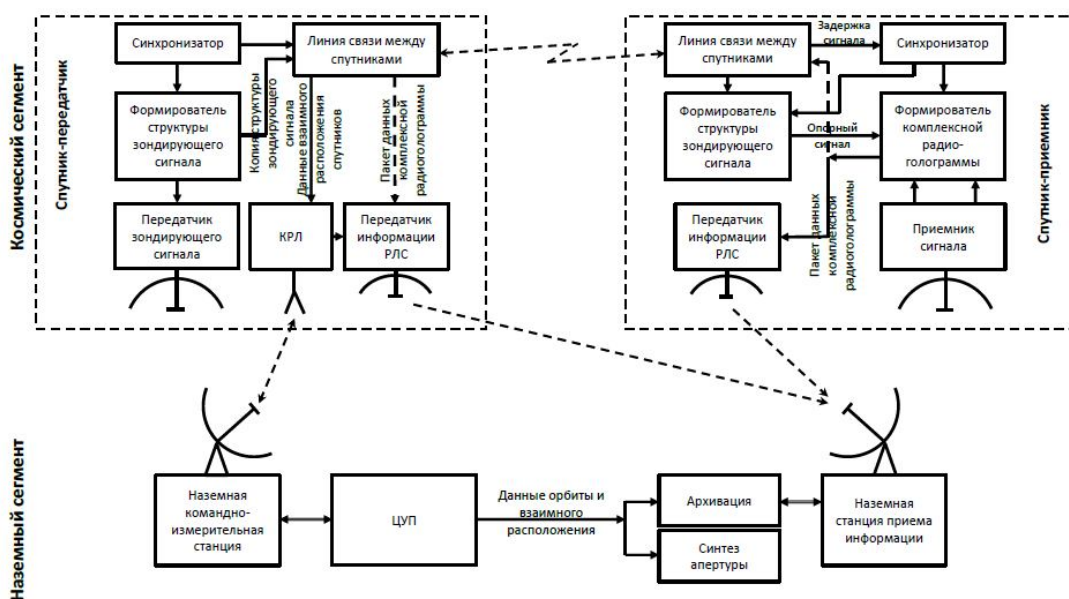 Космический сегмент
Спутник-передатчик
Синхронизатор
Линия связи между
спутниками
Формирователь
структуры
зондирующего
сигнала
Копия структуры
зондирующего
сигнала
Данные взаимного
расположения
спутников
Пакет данных
комплексной
радиоголограммы
Передатчик
зондирующего
сигнала
КРЛ
Передатчик
информации
РЛС
Линия связи между
спутниками
Задержка
сигнала
Синхронизатор
Формирователь
структуры
зондирующего
сигнала
Опорный
сигнал
Формирователь
комплексной
радио-
голограммы
Передатчик
информации
РЛС
Пакет данных
комплексной
радиоголограммы
Приемник
сигнала
Спутник-приемник
Наземный сегмент
Наземная
командно-
измерительная
станция
ЦУП
Данные орбиты и
взаимного
расположения
Архивация
Синтез
апертуры
Наземная
станция приема
информации